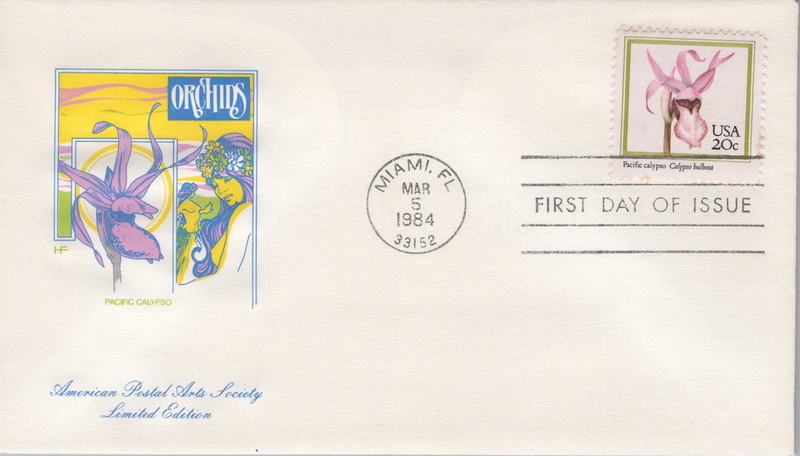 ORCHIDS
HF
PACIFIC CALYPSO
American Postal Arts Society
Limited Edition
MIAMI, FL
MAR
5
1984
33152
USA
20c
Pacific calypso Calypso bulbosa
FIRST DAY OF ISSUE